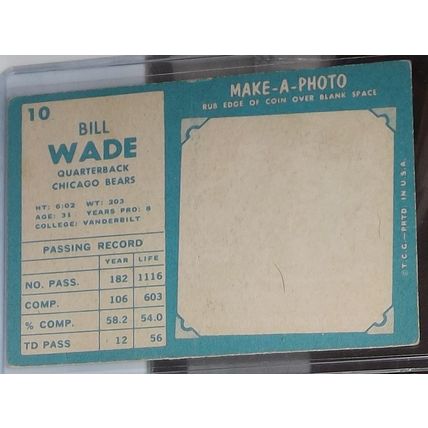 10
BILL
WADE
QUARTERBACK
CHICAGO BEARS
HT: 6:02 WT: 203
AGE: 31 YEARS PRO: 8
COLLEGE: VANDERBILT
PASSING RECORD
YEAR LIFE
NO. PASS. 182 1116
COMP. 106 603
% COMP. 58.2 54.0
TD PASS 12 56
MAKE-A-PHOTO
RUB EDGE OF COIN OVER BLANK SPACE
©T.C.G.—PRTD. IN U.S.A.